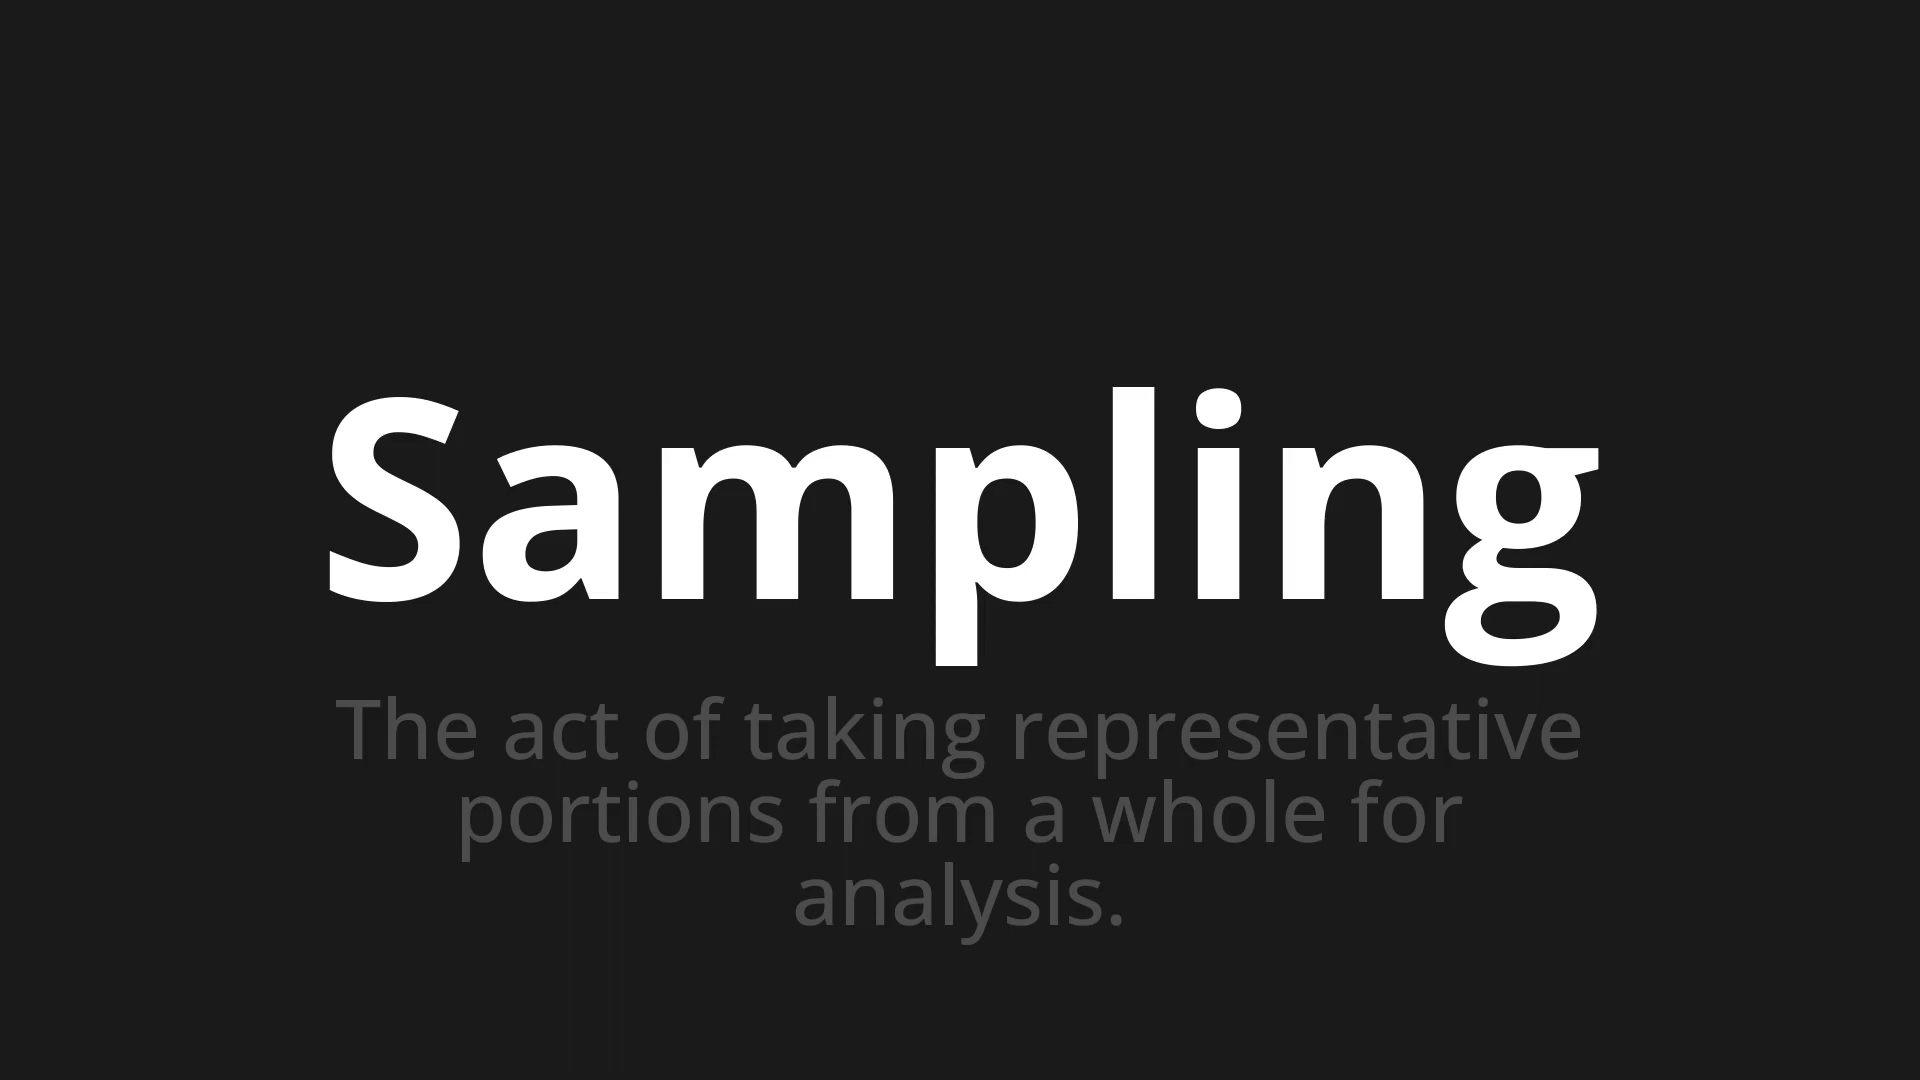 Sampling
The act of taking representative
portions from a whole for
analysis.